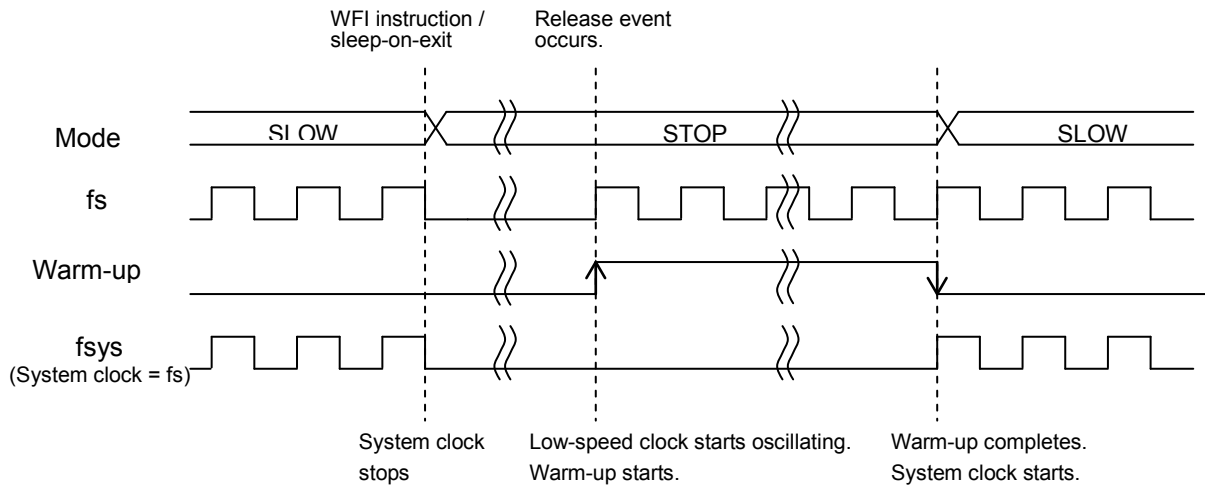 WFI instruction /
sleep-on-exit
Release event
occurs.
Mode
SLOW
STOP
SLOW
fs
Warm-up
fsys
(System clock = fs)
System clock
stops
Low-speed clock starts oscillating.
Warm-up starts.
Warm-up completes.
System clock starts.